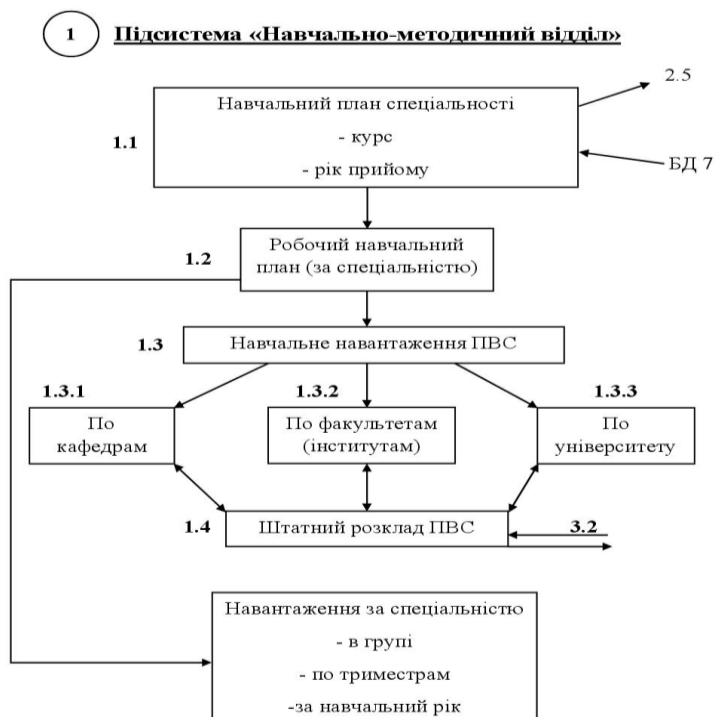 1 Підсистема «Навчально-методичний відділ»
2.5
Навчальний план спеціальності
1.1
- курс
БД 7
- рік прийому
1.2
Робочий навчальний
план (за спеціальністю)
1.3
Навчальне навантаження ПВС
1.3.1
1.3.2
1.3.3
По
кафедрам
По факультетам
(інститутам)
По
університету
1.4
Штатний розклад ПВС
3.2
Навантаження за спеціальністю
- в групі
- по триместрам
-за навчальний рік